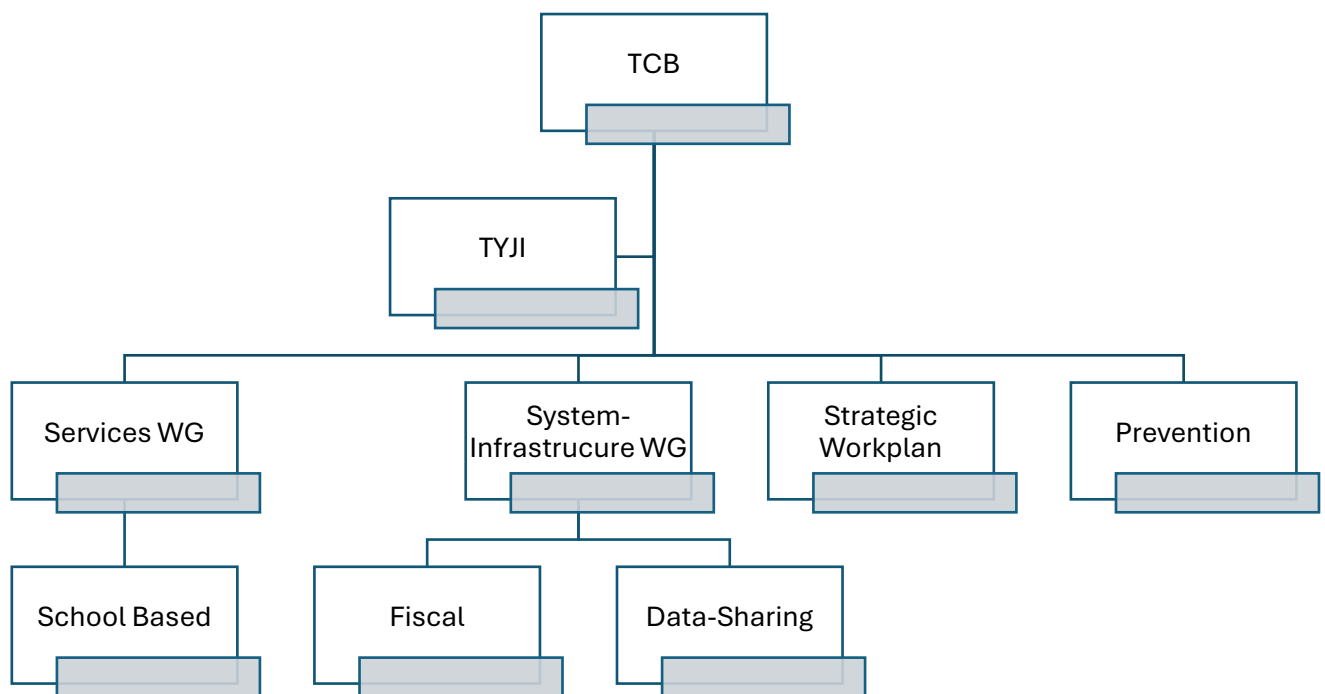 TCB
TYJI
Services WG
System-
Infrastrucure WG
Strategic
Workplan
Prevention
School Based
Fiscal
Data-Sharing